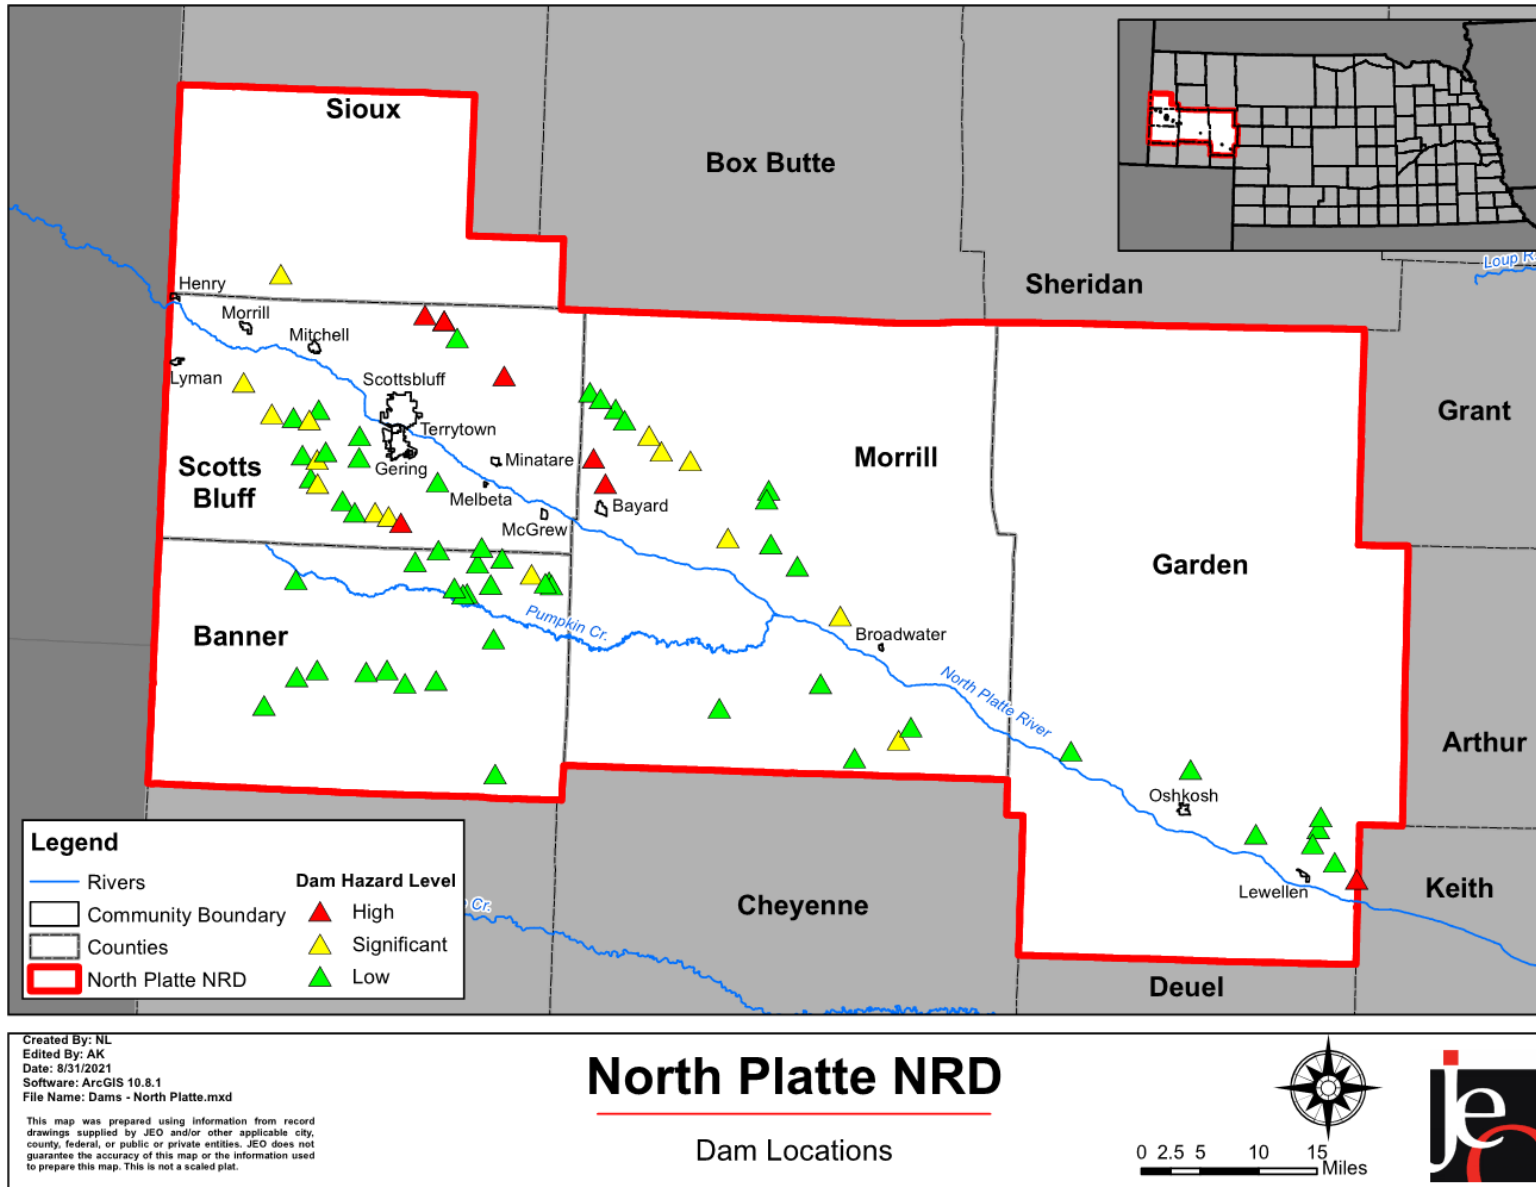 Sioux
Box Butte
Sheridan
Loup R.
Henry
Morrill
Mitchell
Lyman
Scottsbluff
Terrytown
Gering
Minatare
Melbeta
McGrew
Bayard
Scotts
Bluff
Morrill
Grant
Garden
Banner
Pumpkin Cr.
Broadwater
North Platte River
Arthur
Oshkosh
Lewellen
Keith
Cheyenne
Deuel
Cr.
Legend
Rivers
Community Boundary
Counties
North Platte NRD
Dam Hazard Level
High
Significant
Low
Created By: NL
Edited By: AK
Date: 8/31/2021
Software: ArcGIS 10.8.1
File Name: Dams - North Platte.mxd
This map was prepared using information from record
drawings supplied by JEO and/or other applicable city,
county, federal, or public or private entities. JEO does not
guarantee the accuracy of this map or the information used
to prepare this map. This is not a scaled plat.
North Platte NRD
Dam Locations
0 2.5 5 10 15
Miles
je